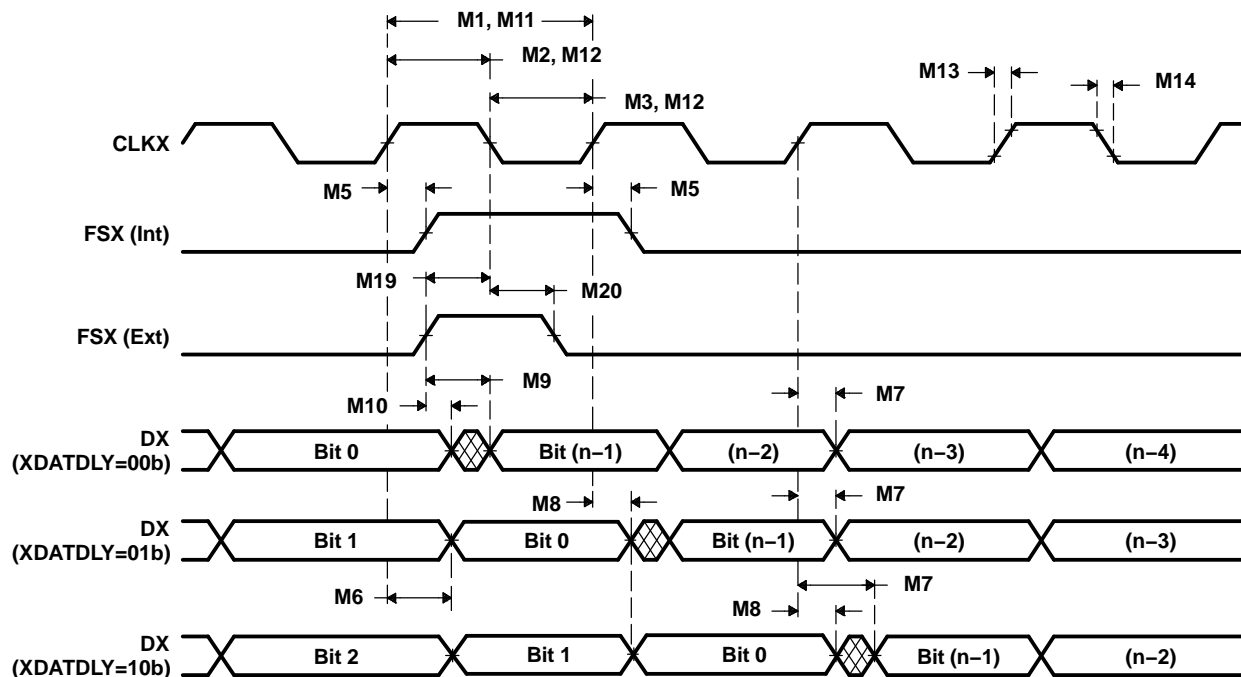 M1, M11
M2, M12
M13
M14
M3, M12
CLKX
M5
M5
FSX (Int)
M19
M20
FSX (Ext)
M9
M10
M7
DX
(XDATDLY=00b)
Bit 0
Bit (n−1)
(n−2)
(n−3)
(n−4)
M8
M7
DX
(XDATDLY=01b)
Bit 1
Bit 0
Bit (n−1)
(n−2)
(n−3)
M6
M7
M8
DX
(XDATDLY=10b)
Bit 2
Bit 1
Bit 0
Bit (n−1)
(n−2)